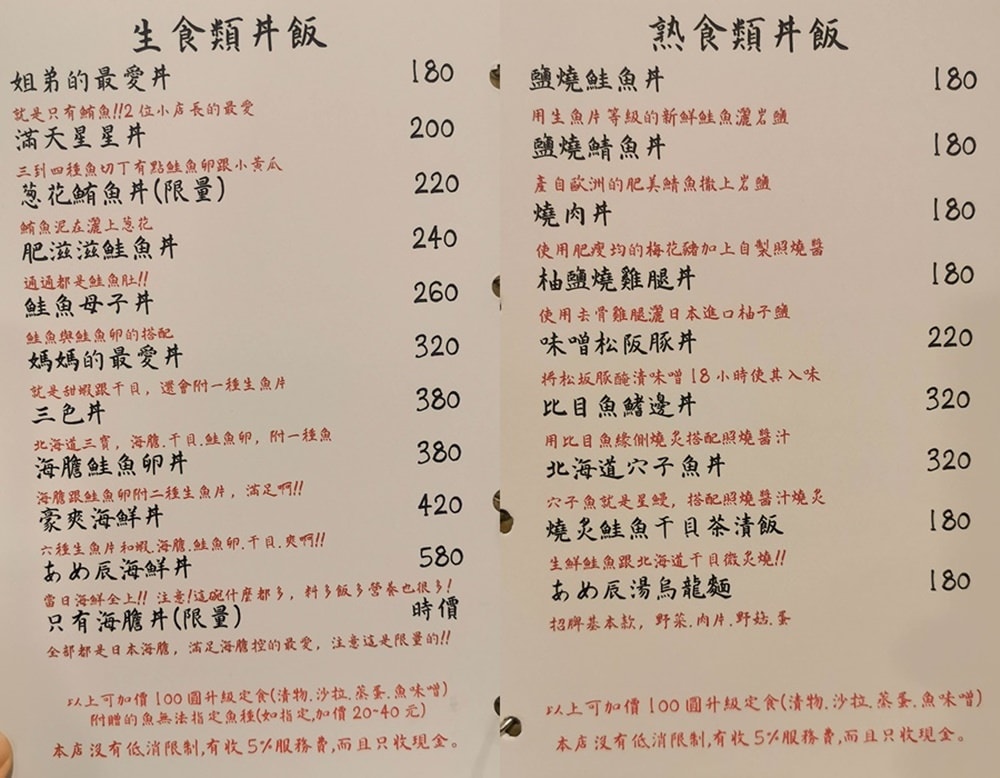 生食類丼飯
姐弟的最愛丼 180
就是只有鮪魚!!2位小店長的最愛
滿天星星丼 200
三到四種魚切丁有點鮭魚卵跟小黃瓜
蔥花鮪魚丼(限量) 220
鮪魚泥在灑上蔥花
肥滋滋鮭魚丼 240
通通都是鮭魚肚!!
鮭魚母子丼 260
鮭魚與鮭魚卵的搭配
媽媽的最愛丼 320
就是甜蝦跟干貝，還會附一種生魚片
三色丼 380
北海道三寶，海膽.干貝.鮭魚卵，附一種魚
海膽鮭魚卵丼 380
海膽跟鮭魚卵附二種生魚片，滿足啊!!
豪爽海鮮丼 420
六種生魚片和蝦.海膽.鮭魚卵.干貝.爽啊!!
あめ辰海鮮丼 580
當日海鮮全上!! 注意!這碗什麼都多，料多飯多營養也很多!
只有海膽丼(限量) 時價
全部都是日本海膽，滿足海膽控的最愛，注意這是限量的!!
以上可加價100圓升級定食(漬物.沙拉.蒸蛋.魚味噌)
附贈的魚無法指定魚種(如指定,加價20~40元)
本店沒有低消限制,有收5%服務費,而且只收現金。
熟食類丼飯
鹽燒鮭魚丼 180
用生魚片等級的新鮮鮭魚灑岩鹽
鹽燒鯖魚丼 180
產自歐洲的肥美鯖魚撒上岩鹽
燒肉丼 180
使用肥瘦均的梅花豬加上自製照燒醬
柚鹽燒雞腿丼 180
使用去骨雞腿灑日本進口柚子鹽
味噌松阪豚丼 220
將松坂豚醃漬味噌18小時使其入味
比目魚鰭邊丼 320
用比目魚緣側燒炙搭配照燒醬汁
北海道穴子魚丼 320
穴子魚就是星鰻，搭配照燒醬汁燒炙
燒炙鮭魚干貝茶漬飯 180
生鮮鮭魚跟北海道干貝微炙燒!!
あめ辰湯烏龍麵 180
招牌基本款，野菜.肉片.野菇.蛋
以上可加價100圓升級定食(漬物.沙拉.蒸蛋.魚味噌)
本店沒有低消限制,有收5%服務費,而且只收現金。